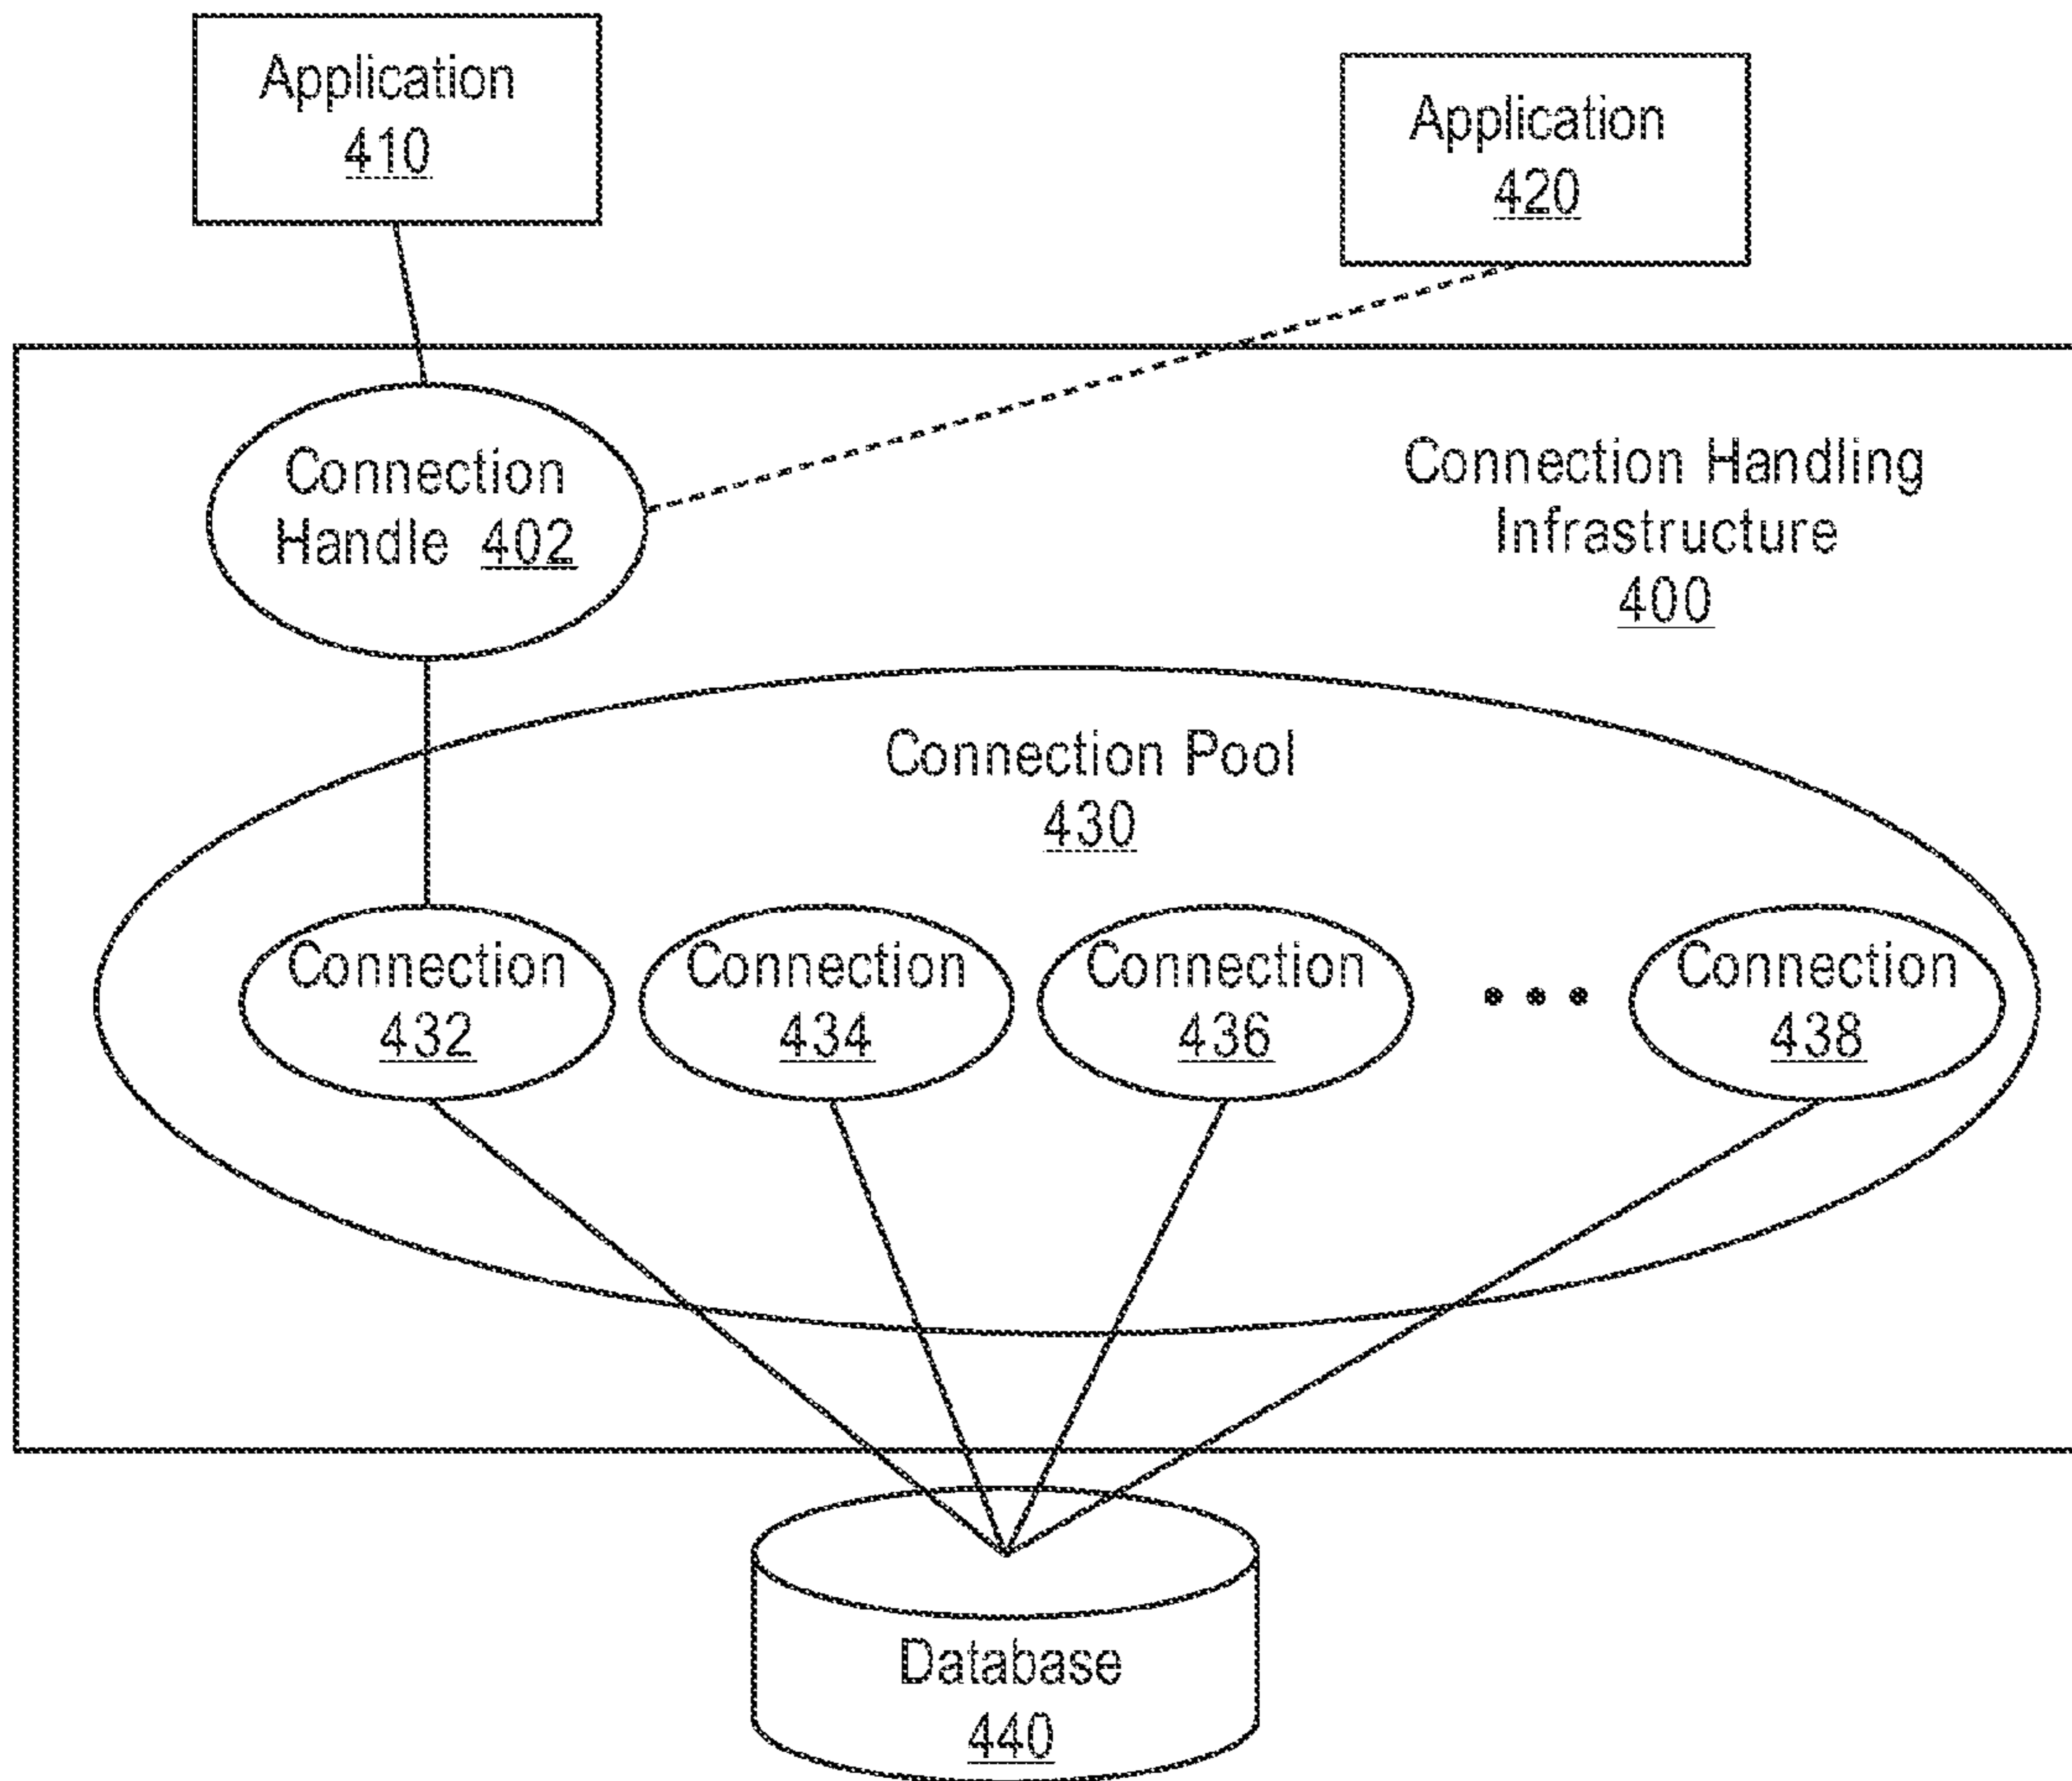 Application
410
Application
420
Connection
Handle 402
Connection Handling
Infrastructure
400
Connection Pool
430
Connection
432
Connection
434
Connection
436
Connection
438
Database
440